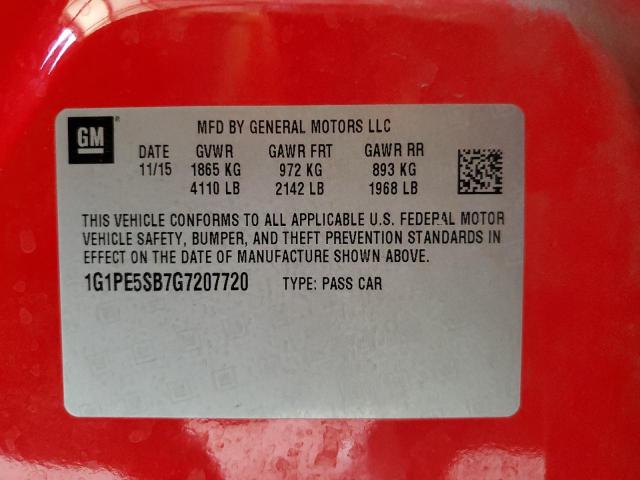 GM
MFD BY GENERAL MOTORS LLC
DATE GVWR GAWR FRT GAWR RR
11/15 1865 KG 972 KG 893 KG
4110 LB 2142 LB 1968 LB
THIS VEHICLE CONFORMS TO ALL APPLICABLE U.S. FEDERAL MOTOR
VEHICLE SAFETY, BUMPER, AND THEFT PREVENTION STANDARDS IN
EFFECT ON THE DATE OF MANUFACTURE SHOWN ABOVE.
1G1PE5SB7G7207720 TYPE: PASS CAR